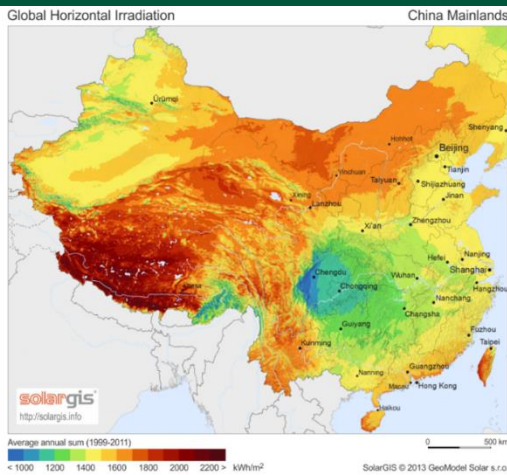 Global Horizontal Irradiation
China Mainlands
Ürümqi
Shenyang
Hohhot
Beijing
Tianjin
Yinchuan
Taiyuan
Shijiazhuang
Xining
Jinan
Lanzhou
Zhengzhou
Xi'an
Nanjing
Hefei
Shanghai
Chengdu
Wuhan
Hangzhou
Chongqing
Lhasa
Nanchang
Changsha
Guiyang
Fuzhou
Taipei
Kunming
Guangzhou
Nanning
Macau
Hong Kong
Haikou
solargis
http://solargis.info
Average annual sum (1999-2011)
0 500 km
< 1000 1200 1400 1600 1800 2000 2200 > kWh/m²
SolarGIS © 2013 GeoModel Solar s.r.o.